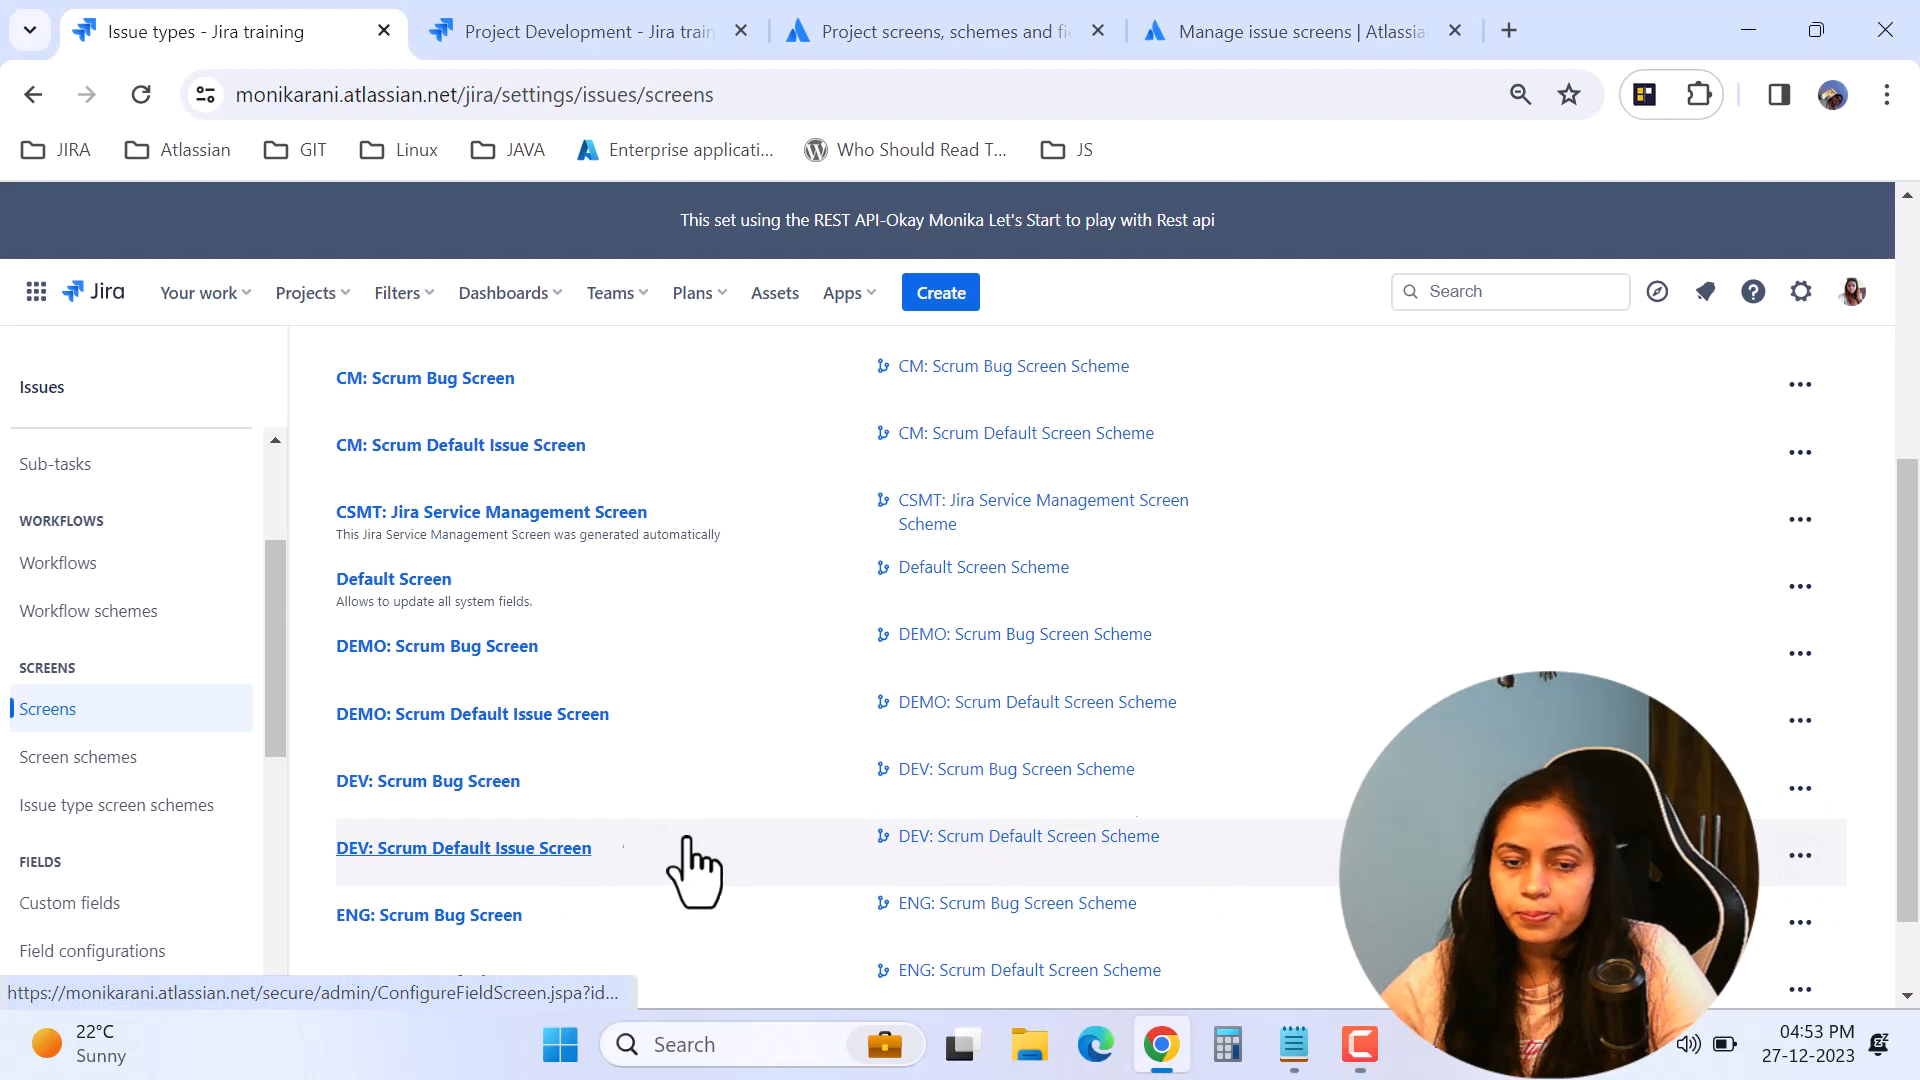 Issue types - Jira training
Project Development - Jira train
Project screens, schemes and fi
Manage issue screens | Atlassia
monikarani.atlassian.net/jira/settings/issues/screens
JIRA
Atlassian
GIT
Linux
JAVA
Enterprise applicati...
Who Should Read T...
JS
This set using the REST API-Okay Monika Let's Start to play with Rest api
Jira
Your work
Projects
Filters
Dashboards
Teams
Plans
Assets
Apps
Create
Search
Issues
Sub-tasks
WORKFLOWS
Workflows
Workflow schemes
SCREENS
Screens
Screen schemes
Issue type screen schemes
FIELDS
Custom fields
Field configurations
CM: Scrum Bug Screen
CM: Scrum Bug Screen Scheme
CM: Scrum Default Issue Screen
CM: Scrum Default Screen Scheme
CSMT: Jira Service Management Screen
This Jira Service Management Screen was generated automatically
CSMT: Jira Service Management Screen
Scheme
Default Screen
Allows to update all system fields.
Default Screen Scheme
DEMO: Scrum Bug Screen
DEMO: Scrum Bug Screen Scheme
DEMO: Scrum Default Issue Screen
DEMO: Scrum Default Screen Scheme
DEV: Scrum Bug Screen
DEV: Scrum Bug Screen Scheme
DEV: Scrum Default Issue Screen
DEV: Scrum Default Screen Scheme
ENG: Scrum Bug Screen
ENG: Scrum Bug Screen Scheme
ENG: Scrum Default Screen Scheme
https://monikarani.atlassian.net/secure/admin/ConfigureFieldScreen.jspa?id...
22°C
Sunny
Search
04:53 PM
27-12-2023